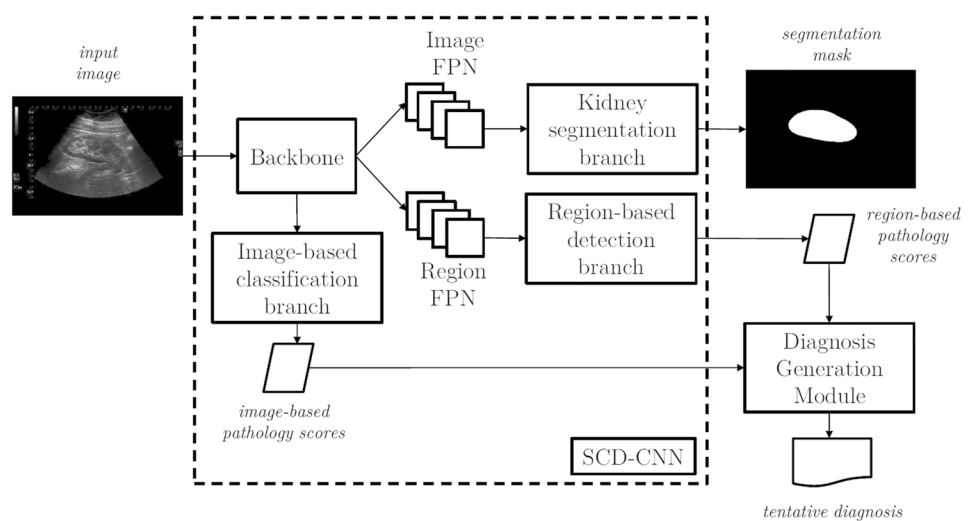 input
image
Image
FPN
segmentation
mask
Backbone
Kidney
segmentation
branch
Region-based
detection
branch
region-based
pathology
scores
Image-based
classification
branch
Region
FPN
Diagnosis
Generation
Module
image-based
pathology scores
SCD-CNN
tentative diagnosis